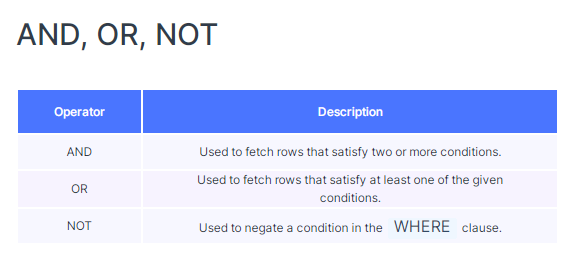 AND, OR, NOT
Operator Description
AND Used to fetch rows that satisfy two or more conditions.
OR Used to fetch rows that satisfy at least one of the given
conditions.
NOT Used to negate a condition in the WHERE clause.